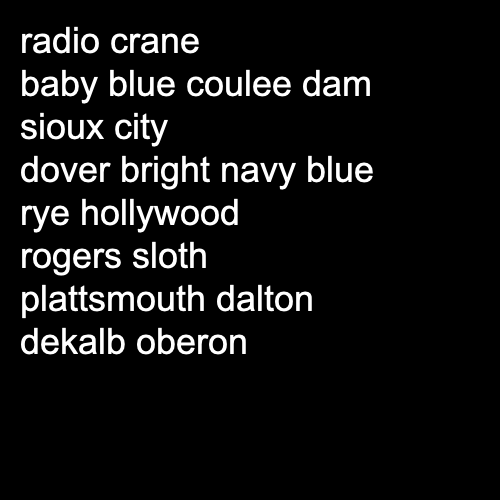 radio crane
baby blue coulee dam
sioux city
dover bright navy blue
rye hollywood
rogers sloth
plattsmouth dalton
dekalb oberon